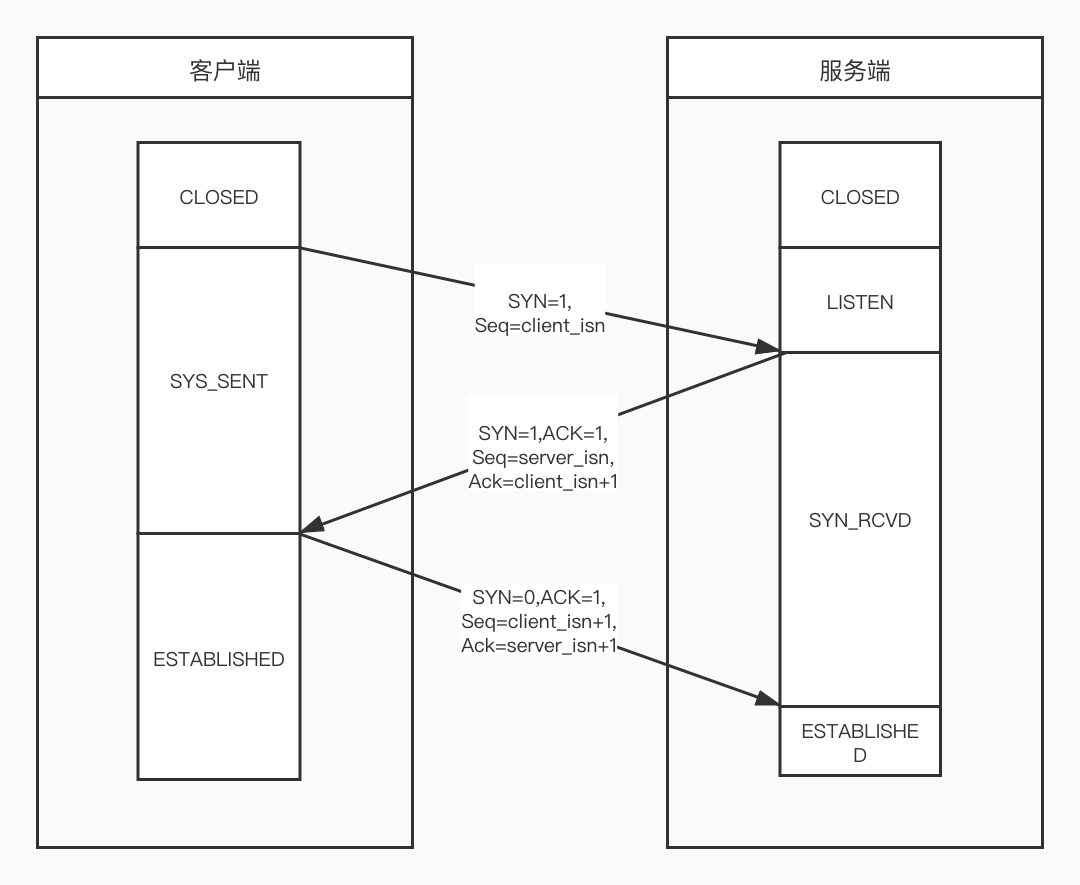 客户端
服务端
CLOSED
CLOSED
SYN=1,
Seq=client_isn
LISTEN
SYS_SENT
SYN=1,ACK=1,
Seq=server_isn,
Ack=client_isn+1
SYN_RCVD
SYN=0,ACK=1,
Seq=client_isn+1,
Ack=server_isn+1
ESTABLISHED
ESTABLISHE
D